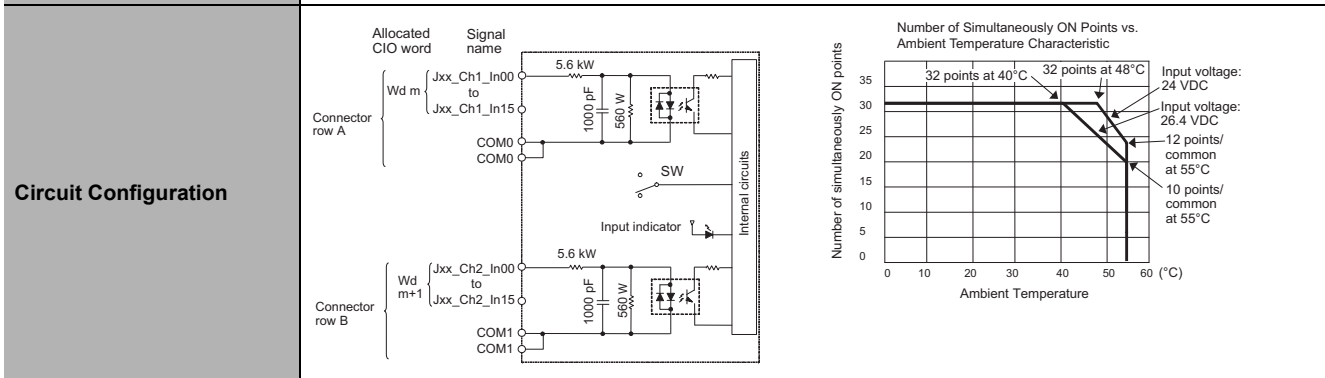 Circuit Configuration
Allocated
CIO word
Signal
name
Connector
row A
Wd m
Jxx_Ch1_In00
to
Jxx_Ch1_In15
COM0
COM0
5.6 kW
1000 pF
560 W
SW
Input indicator
Internal circuits
Connector
row B
Wd
m+1
Jxx_Ch2_In00
to
Jxx_Ch2_In15
COM1
COM1
5.6 kW
1000 pF
560 W
Number of Simultaneously ON Points vs.
Ambient Temperature Characteristic
Number of simultaneously ON points
35
30
25
20
15
10
5
0
32 points at 40°C
32 points at 48°C
Input voltage:
24 VDC
Input voltage:
26.4 VDC
12 points/
common
at 55°C
10 points/
common
at 55°C
0 10 20 30 40 50 60 (°C)
Ambient Temperature